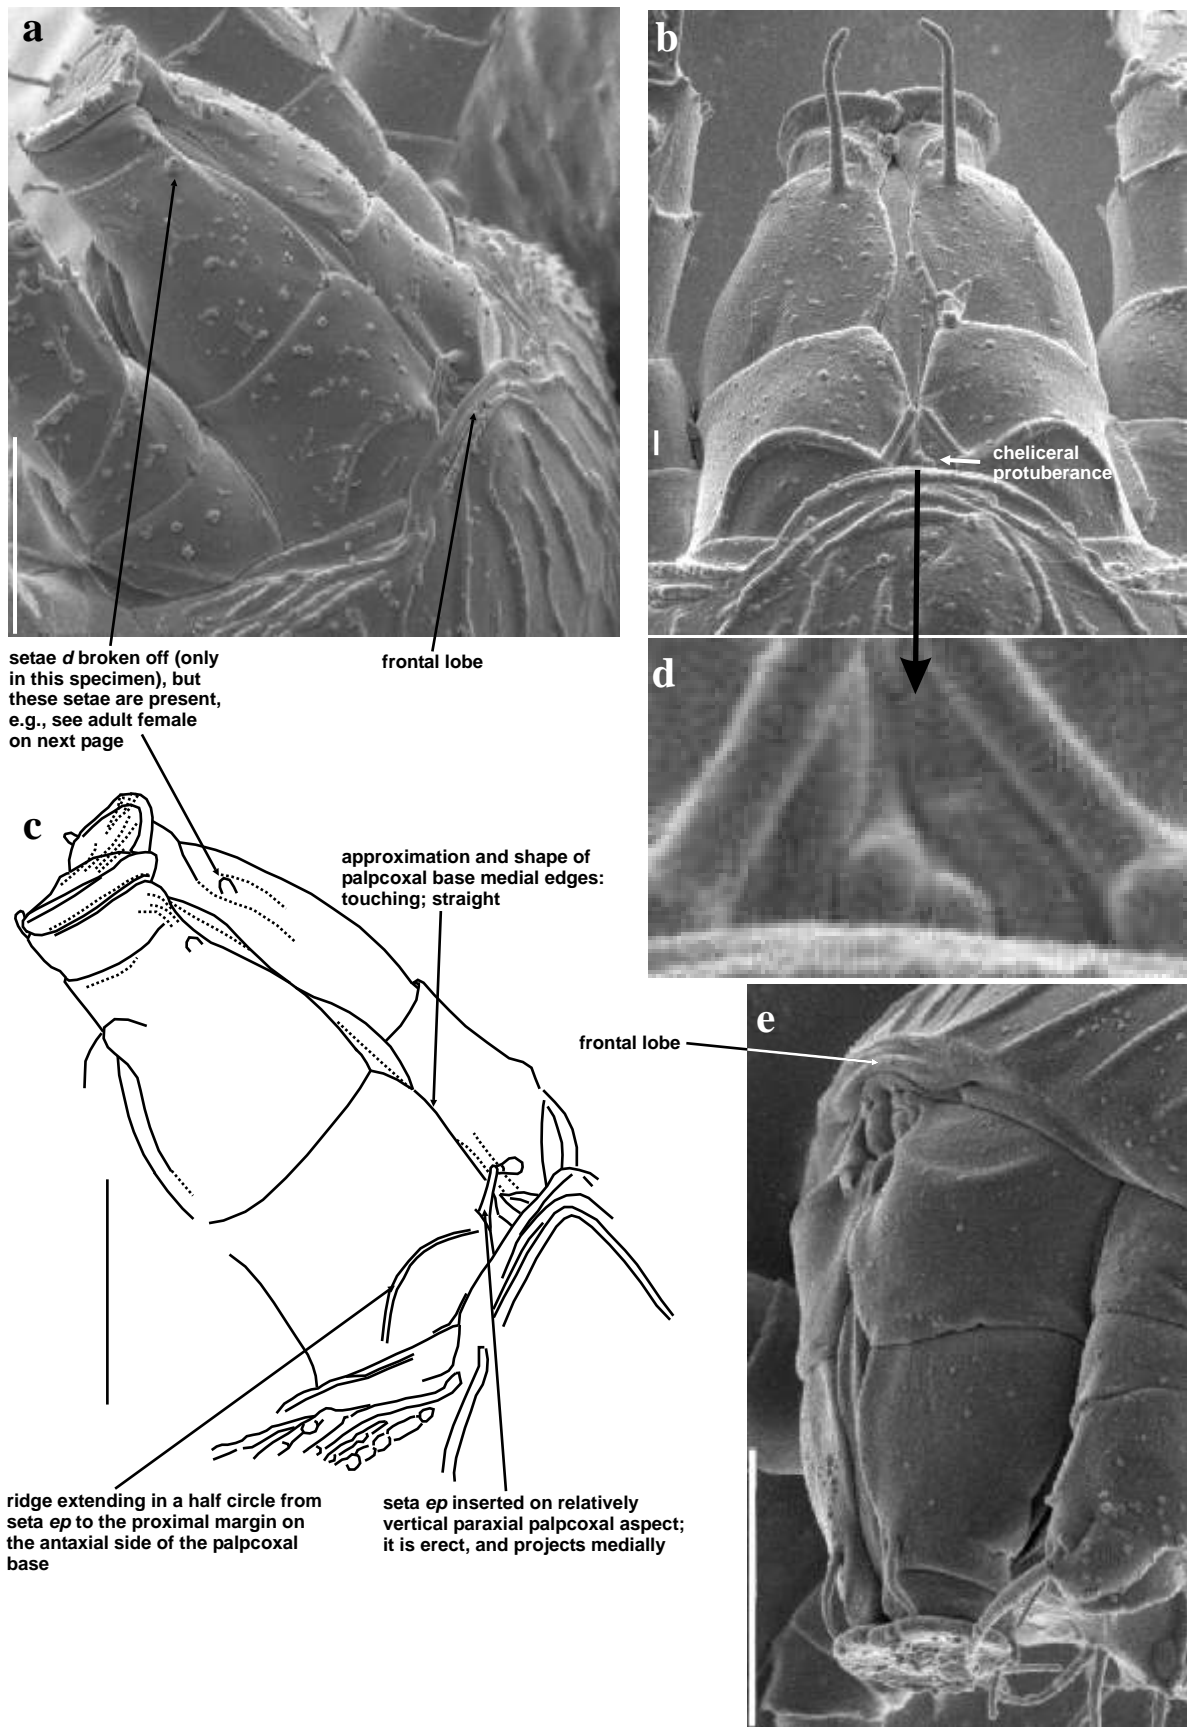 a
b
cheliceral
protuberance
setae d broken off (only
in this specimen), but
these setae are present,
e.g., see adult female
on next page
frontal lobe
d
c
approximation and shape of
palpcoxal base medial edges:
touching; straight
e
frontal lobe
ridge extending in a half circle from
seta ep to the proximal margin on
the antaxial side of the palpcoxal
base
seta ep inserted on relatively
vertical paraxial palpcoxal aspect;
it is erect, and projects medially